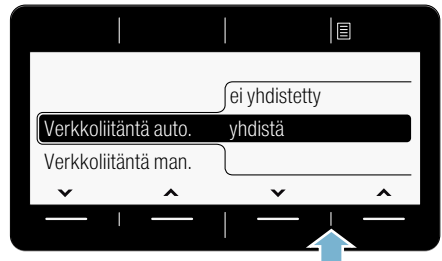 ei yhdistetty
Verkkoliitäntä auto. yhdistä
Verkkoliitäntä man.